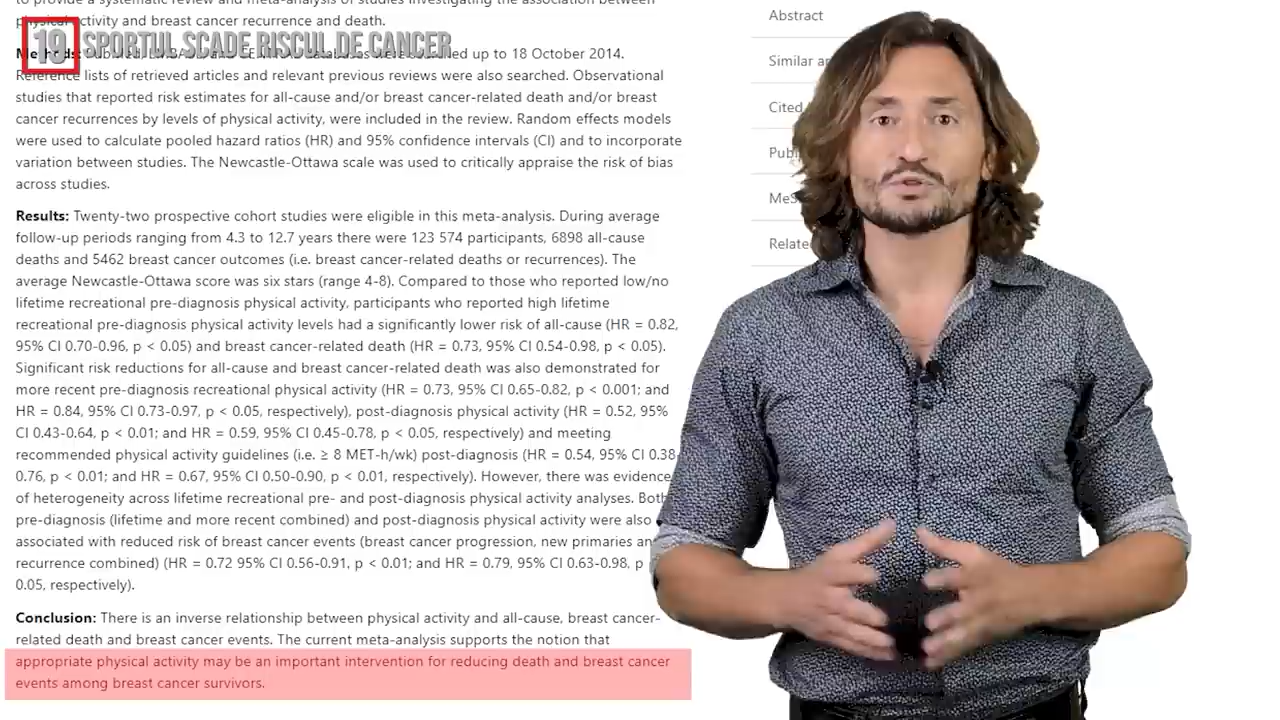 to provide a systematic review and meta-analysis of studies investigating the association between
physical activity and breast cancer recurrence and death.
19 SPORTUL SCADE RISCUL DE CANCER
Methods: PubMed, EMBASE, and CENTRAL databases were searched up to 18 October 2014.
Reference lists of retrieved articles and relevant previous reviews were also searched. Observational
studies that reported risk estimates for all-cause and/or breast cancer-related death and/or breast
cancer recurrences by levels of physical activity, were included in the review. Random effects models
were used to calculate pooled hazard ratios (HR) and 95% confidence intervals (CI) and to incorporate
variation between studies. The Newcastle-Ottawa scale was used to critically appraise the risk of bias
across studies.
Results: Twenty-two prospective cohort studies were eligible in this meta-analysis. During average
follow-up periods ranging from 4.3 to 12.7 years there were 123 574 participants, 6898 all-cause
deaths and 5462 breast cancer outcomes (i.e. breast cancer-related deaths or recurrences). The
average Newcastle-Ottawa score was six stars (range 4-8). Compared to those who reported low/no
lifetime recreational pre-diagnosis physical activity, participants who reported high lifetime
recreational pre-diagnosis physical activity levels had a significantly lower risk of all-cause (HR = 0.82,
95% CI 0.70-0.96, p < 0.05) and breast cancer-related death (HR = 0.73, 95% CI 0.54-0.98, p < 0.05).
Significant risk reductions for all-cause and breast cancer-related death was also demonstrated for
more recent pre-diagnosis recreational physical activity (HR = 0.73, 95% CI 0.65-0.82, p < 0.001; and
HR = 0.84, 95% CI 0.73-0.97, p < 0.05, respectively), post-diagnosis physical activity (HR = 0.52, 95%
CI 0.43-0.64, p < 0.01; and HR = 0.59, 95% CI 0.45-0.78, p < 0.05, respectively) and meeting
recommended physical activity guidelines (i.e. ≥ 8 MET-h/wk) post-diagnosis (HR = 0.54, 95% CI 0.38-
0.76, p < 0.01; and HR = 0.67, 95% CI 0.50-0.90, p < 0.01, respectively). However, there was evidence
of heterogeneity across lifetime recreational pre- and post-diagnosis physical activity analyses. Both
pre-diagnosis (lifetime and more recent combined) and post-diagnosis physical activity were also
associated with reduced risk of breast cancer events (breast cancer progression, new primaries an
recurrence combined) (HR = 0.72 95% CI 0.56-0.91, p < 0.01; and HR = 0.79, 95% CI 0.63-0.98, p
0.05, respectively).
Conclusion: There is an inverse relationship between physical activity and all-cause, breast cancer-
related death and breast cancer events. The current meta-analysis supports the notion that
appropriate physical activity may be an important intervention for reducing death and breast cancer
events among breast cancer survivors.
Abstract
Similar ar
Cited
Publ
MeS
Relate